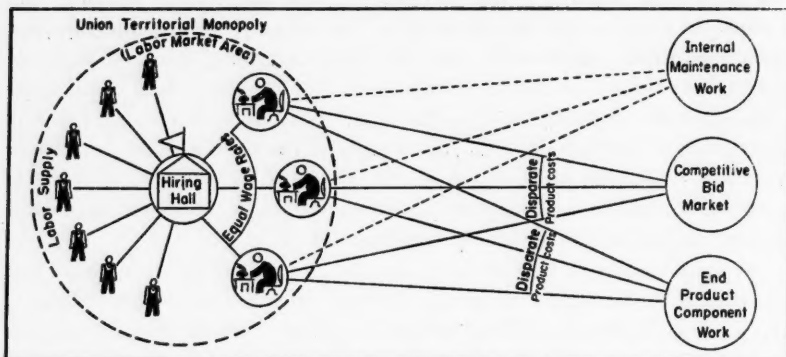 Union Territorial Monopoly
(Labor Market Area)
Labor Supply
Hiring
Hall
Equal Wage Rates
Disparate
Product costs
Disparate
Product costs
Internal
Maintenance
Work
Competitive
Bid
Market
End
Product
Component
Work